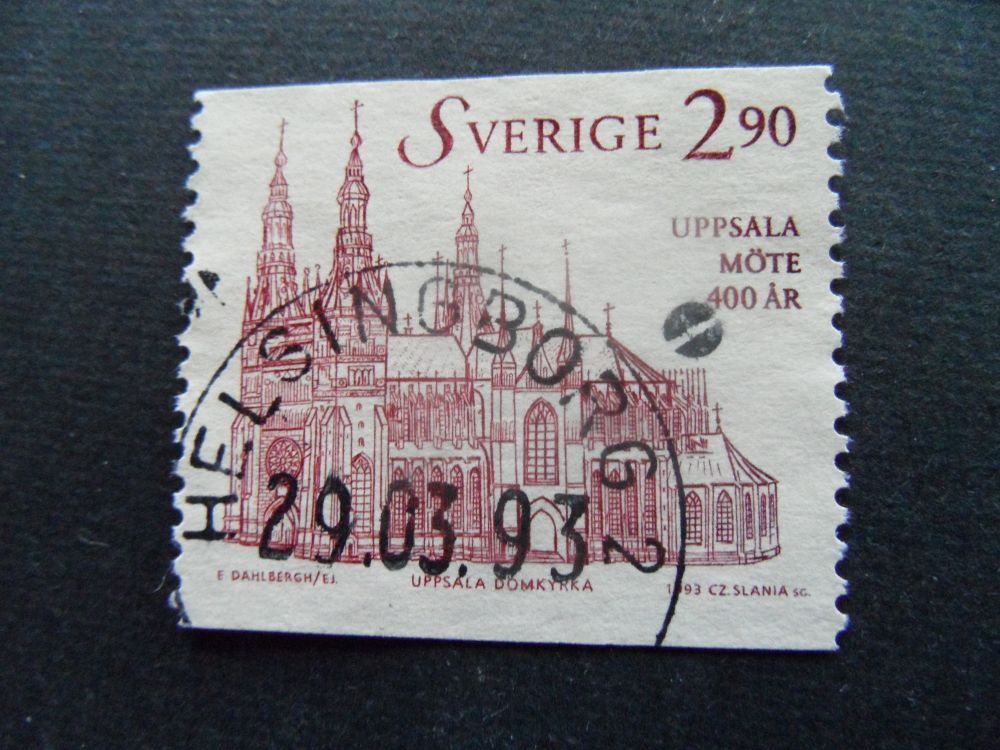 SVERIGE 2 90
UPPSALA
MÖTE
400 ÅR
HELSINGBORG 2
29.03.93
E DAHLBERGH/EJ.
UPPSALA DOMKYRKA
1993 CZ. SLANIA SC.